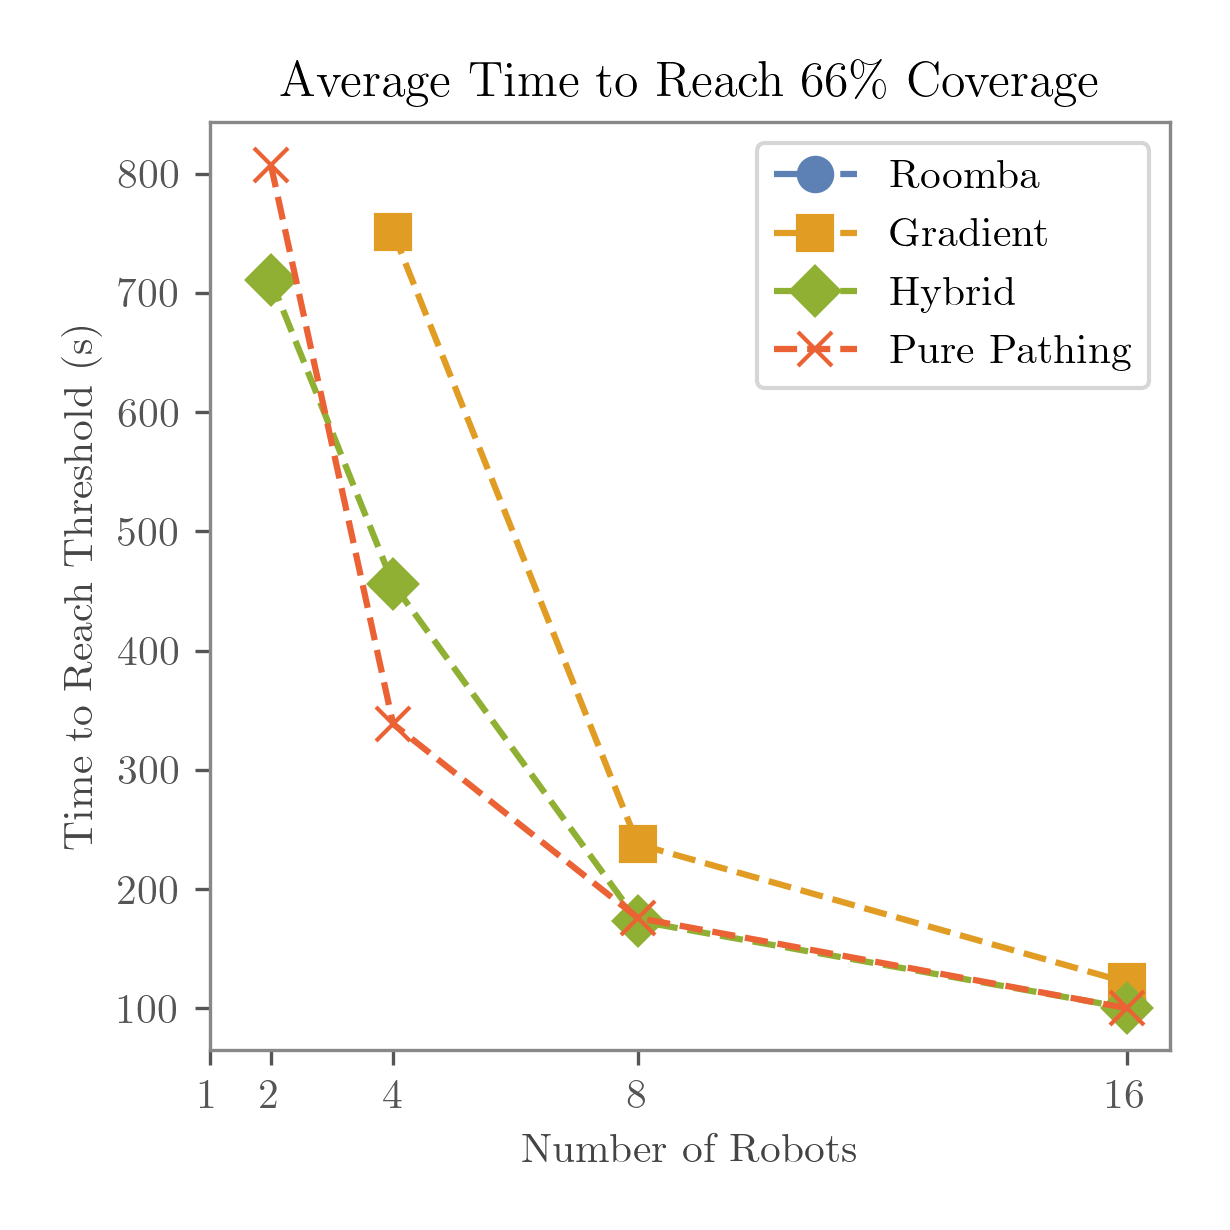 Average Time to Reach 66% Coverage
Roomba
Gradient
Hybrid
Pure Pathing
Time to Reach Threshold (s)
800
700
600
500
400
300
200
100
1 2 4 8 16
Number of Robots